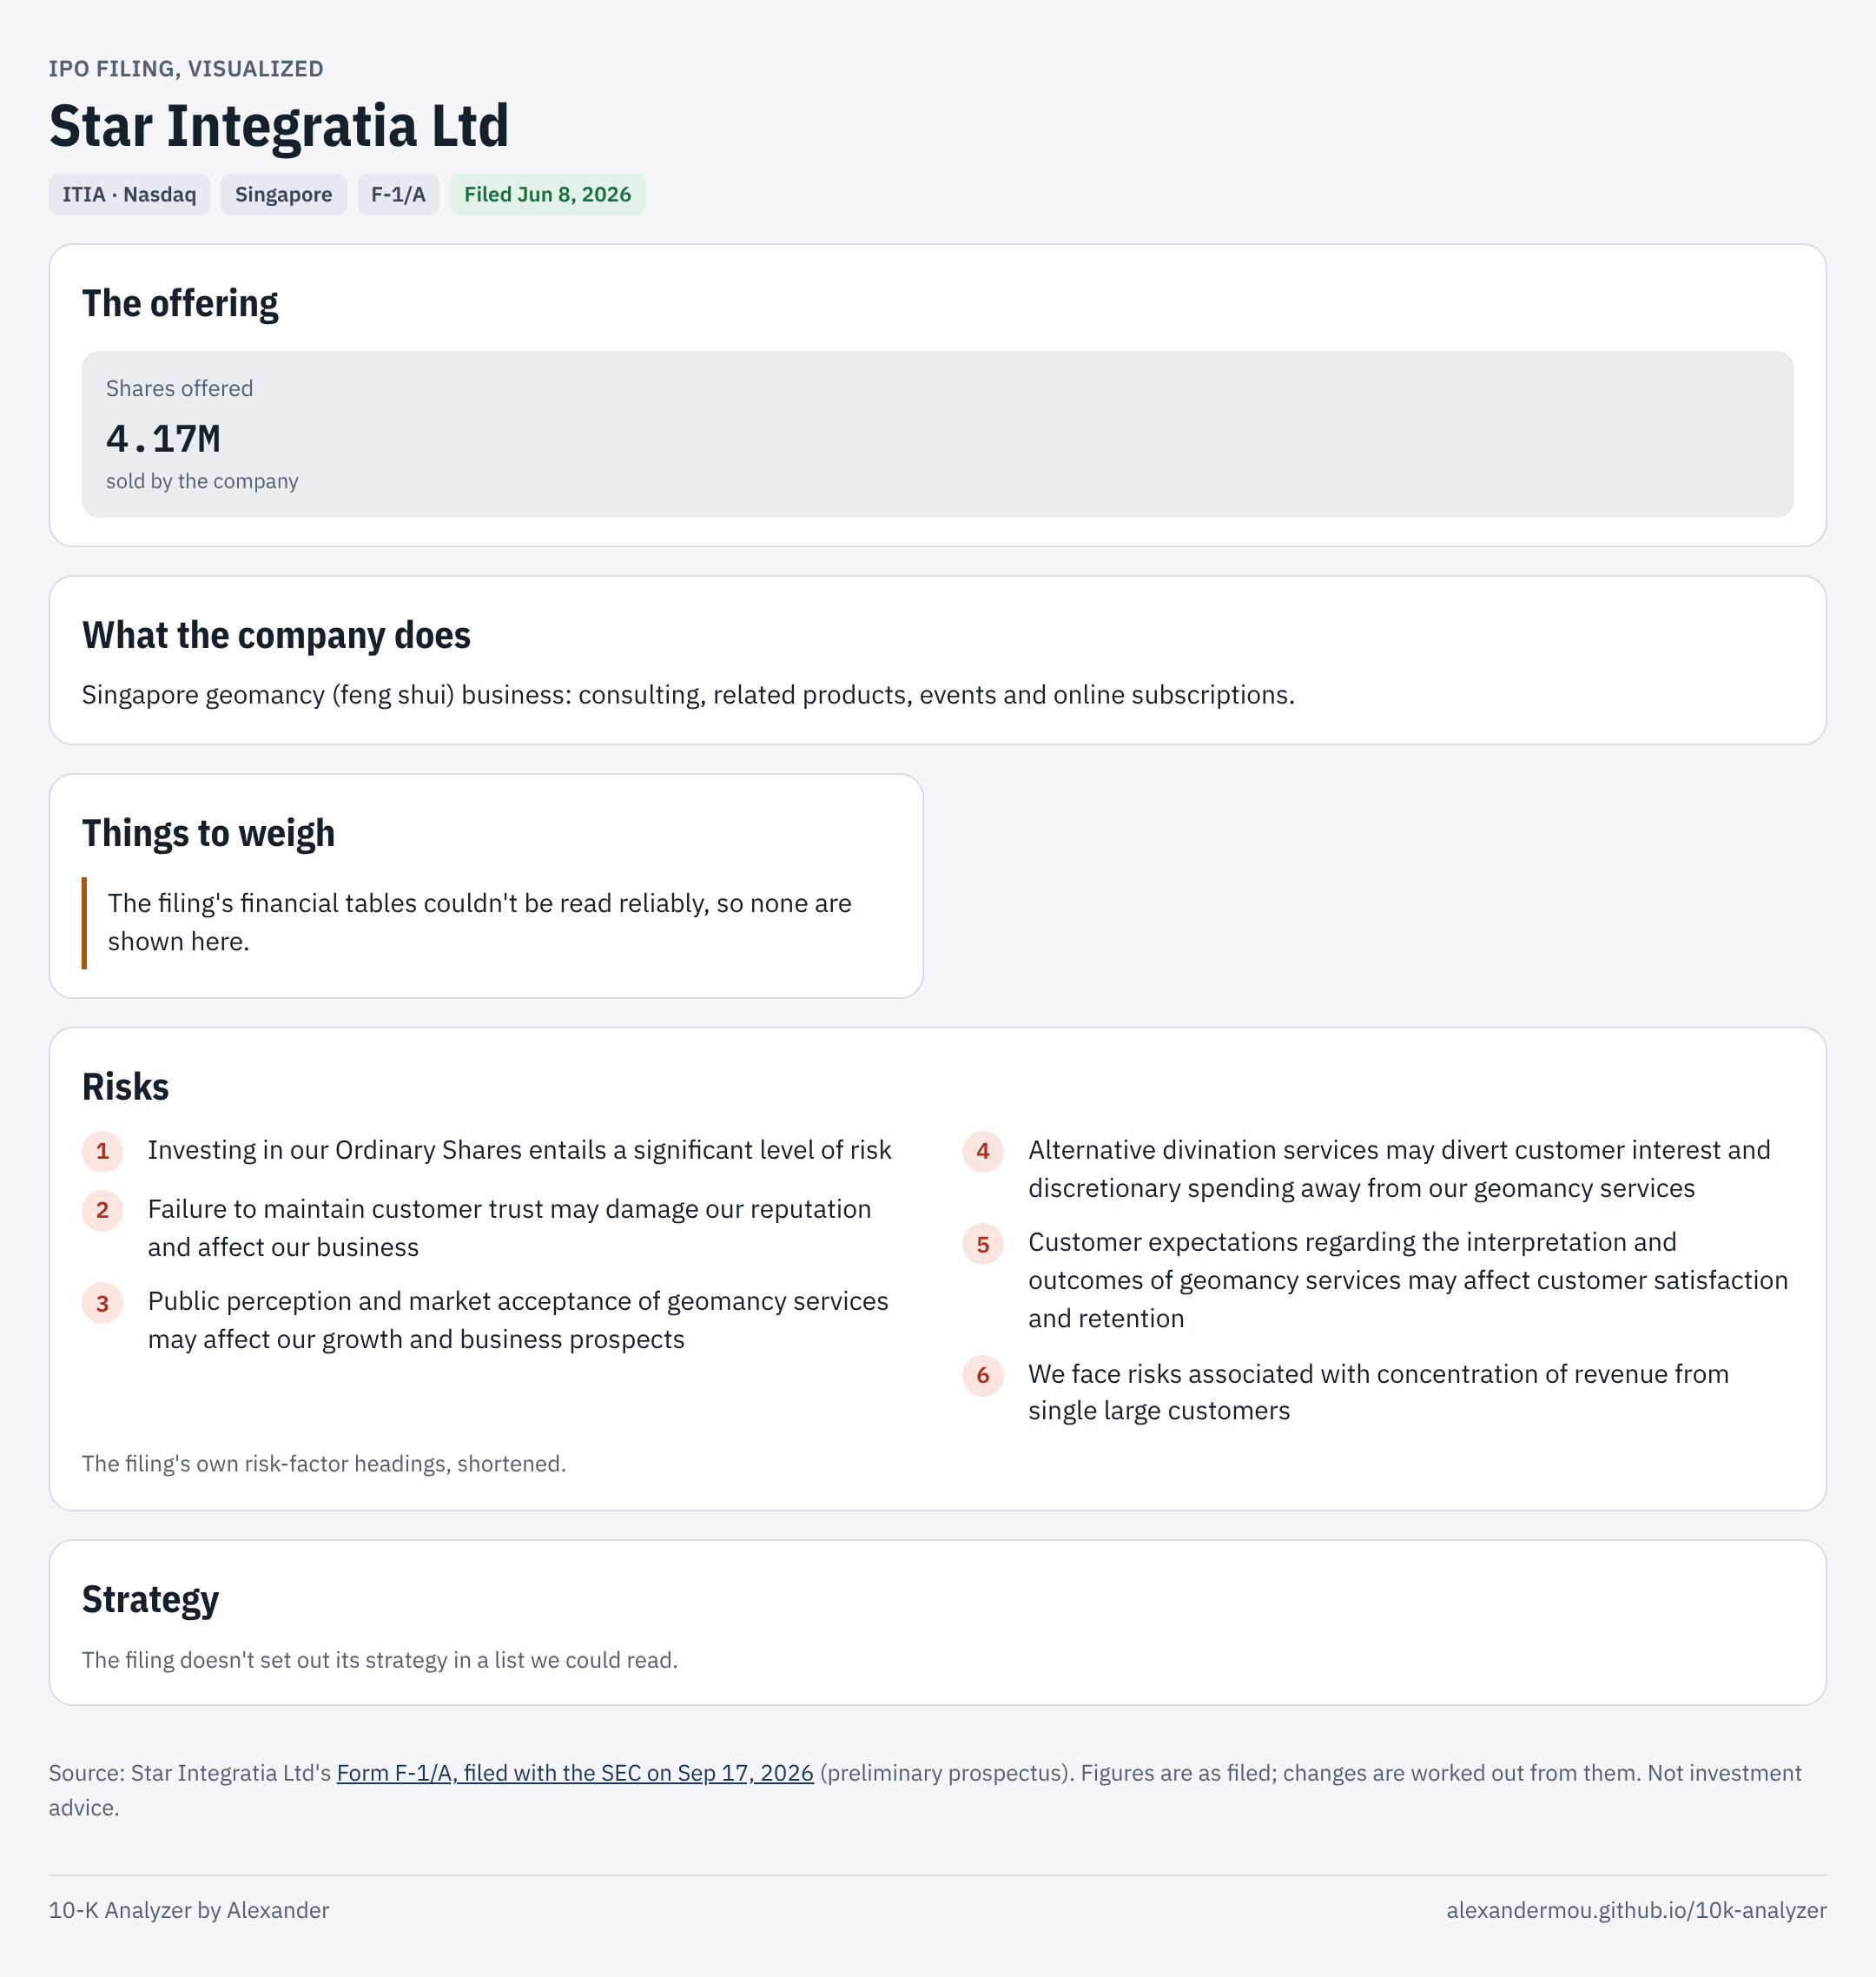 IPO FILING, VISUALIZED
Star Integratia Ltd
ITIA · Nasdaq
Singapore
F-1/A
Filed Jun 8, 2026
The offering
Shares offered
4.17M
sold by the company
What the company does
Singapore geomancy (feng shui) business: consulting, related products, events and online subscriptions.
Things to weigh
The filing's financial tables couldn't be read reliably, so none are
shown here.
Risks
1 Investing in our Ordinary Shares entails a significant level of risk
2 Failure to maintain customer trust may damage our reputation
and affect our business
3 Public perception and market acceptance of geomancy services
may affect our growth and business prospects
4 Alternative divination services may divert customer interest and
discretionary spending away from our geomancy services
5 Customer expectations regarding the interpretation and
outcomes of geomancy services may affect customer satisfaction
and retention
6 We face risks associated with concentration of revenue from
single large customers
The filing's own risk-factor headings, shortened.
Strategy
The filing doesn't set out its strategy in a list we could read.
Source: Star Integratia Ltd's Form F-1/A, filed with the SEC on Sep 17, 2026 (preliminary prospectus). Figures are as filed; changes are worked out from them. Not investment
advice.
10-K Analyzer by Alexander
alexandermou.github.io/10k-analyzer